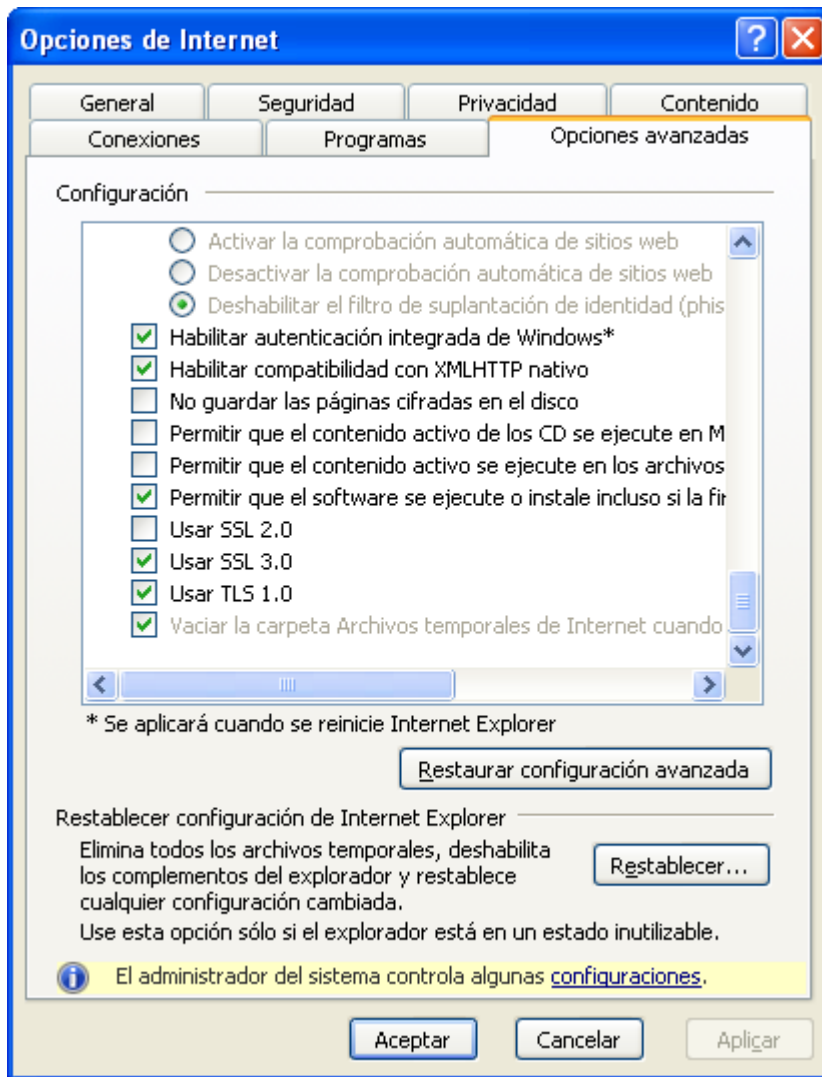 Opciones de Internet
General Seguridad Privacidad Contenido
Conexiones Programas Opciones avanzadas
Configuración
Activar la comprobación automática de sitios web
Desactivar la comprobación automática de sitios web
Deshabilitar el filtro de suplantación de identidad (phis
Habilitar autenticación integrada de Windows*
Habilitar compatibilidad con XMLHTTP nativo
No guardar las páginas cifradas en el disco
Permitir que el contenido activo de los CD se ejecute en M
Permitir que el contenido activo se ejecute en los archivos
Permitir que el software se ejecute o instale incluso si la fir
Usar SSL 2.0
Usar SSL 3.0
Usar TLS 1.0
Vaciar la carpeta Archivos temporales de Internet cuando
* Se aplicará cuando se reinicie Internet Explorer
Restaurar configuración avanzada
Restablecer configuración de Internet Explorer
Elimina todos los archivos temporales, deshabilita
los complementos del explorador y restablece
cualquier configuración cambiada.
Restablecer...
Use esta opción sólo si el explorador está en un estado inutilizable.
El administrador del sistema controla algunas configuraciones.
Aceptar Cancelar Aplicar